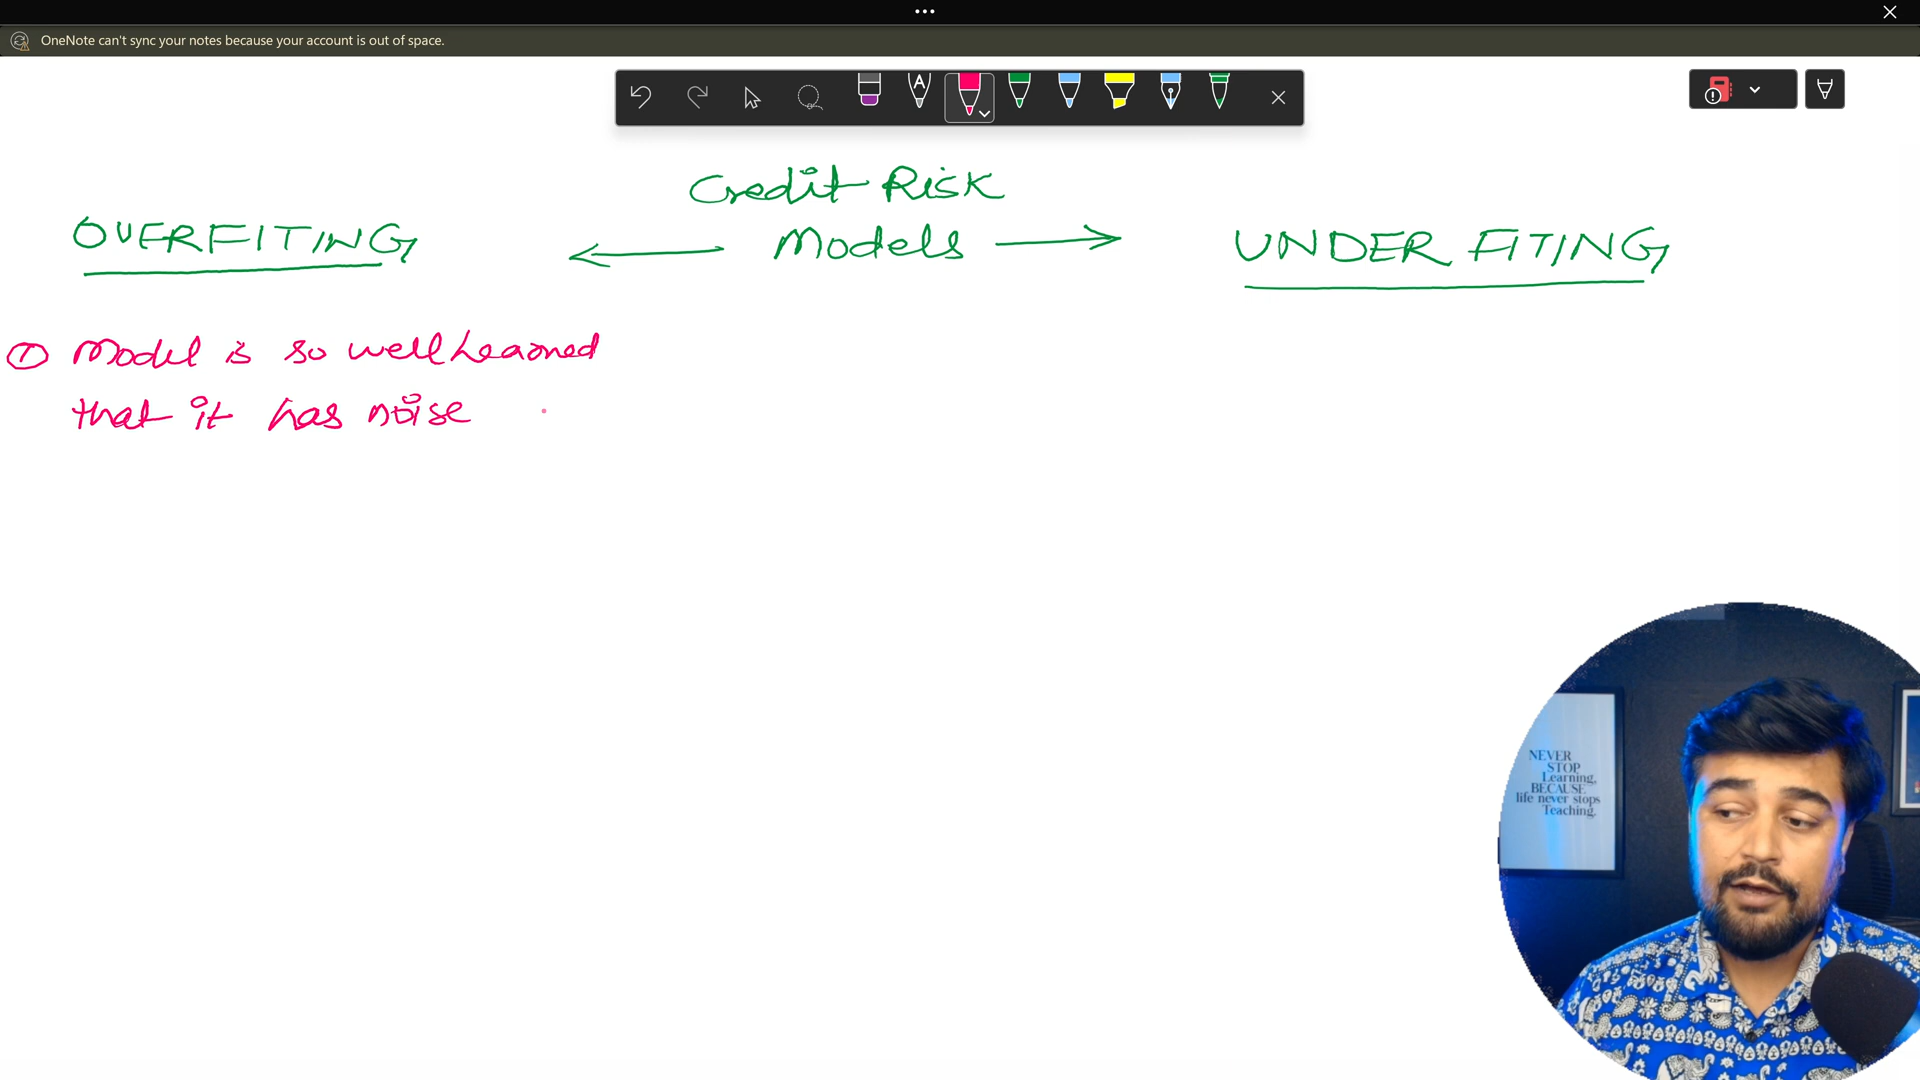 OneNote can't sync your notes because your account is out of space.
Credit Risk
Models
OVERFITING
UNDER FITING
① Model is so well Learned
that it has noise
NEVER
STOP
Learning,
BECAUSE
life never stops
Teaching.